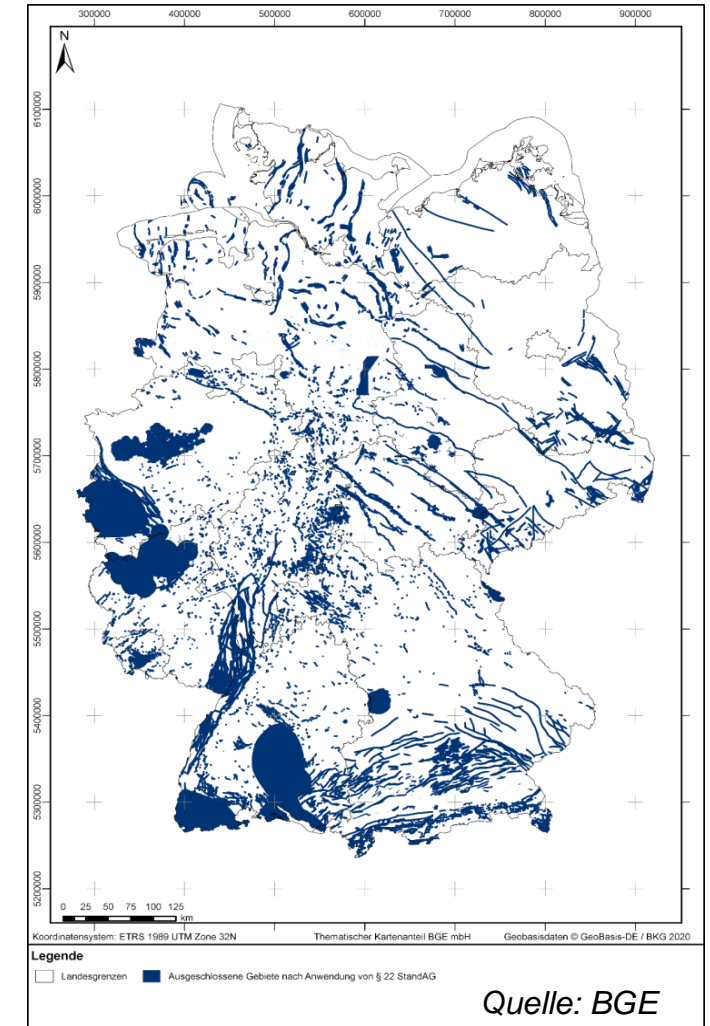 300000 400000 500000 600000 700000 800000 900000
N
6100000
6000000
5900000
5800000
5700000
5600000
5500000
5400000
5300000
5200000
0 25 50 75 100 125
km
Koordinatensystem: ETRS 1989 UTM Zone 32N Thematischer Kartenanteil BGE mbH Geobasisdaten © GeoBasis-DE / BKG 2020
Legende
Landesgrenzen Ausgeschlossene Gebiete nach Anwendung von § 22 StandAG
Quelle: BGE